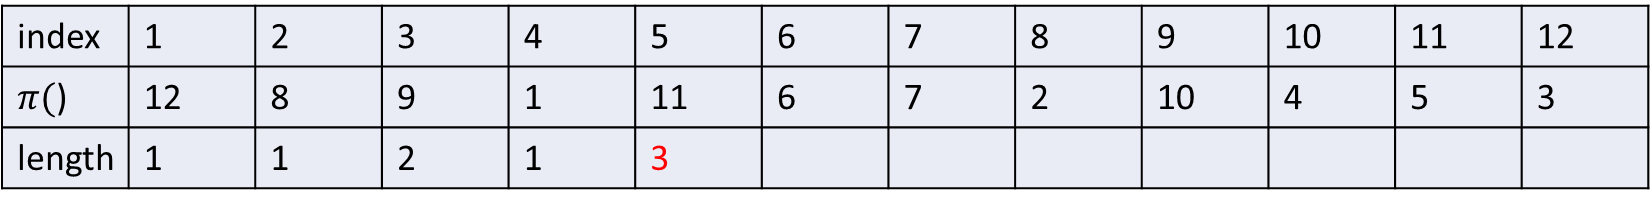 index 1 2 3 4 5 6 7 8 9 10 11 12
π() 12 8 9 1 11 6 7 2 10 4 5 3
length 1 1 2 1 3